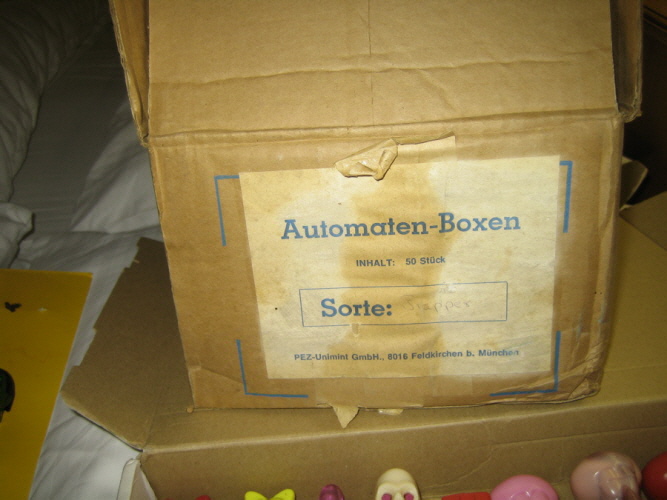 Automaten-Boxen
INHALT: 50 Stück
Sorte:
PEZ-Unimint GmbH., 8016 Feldkirchen b. München